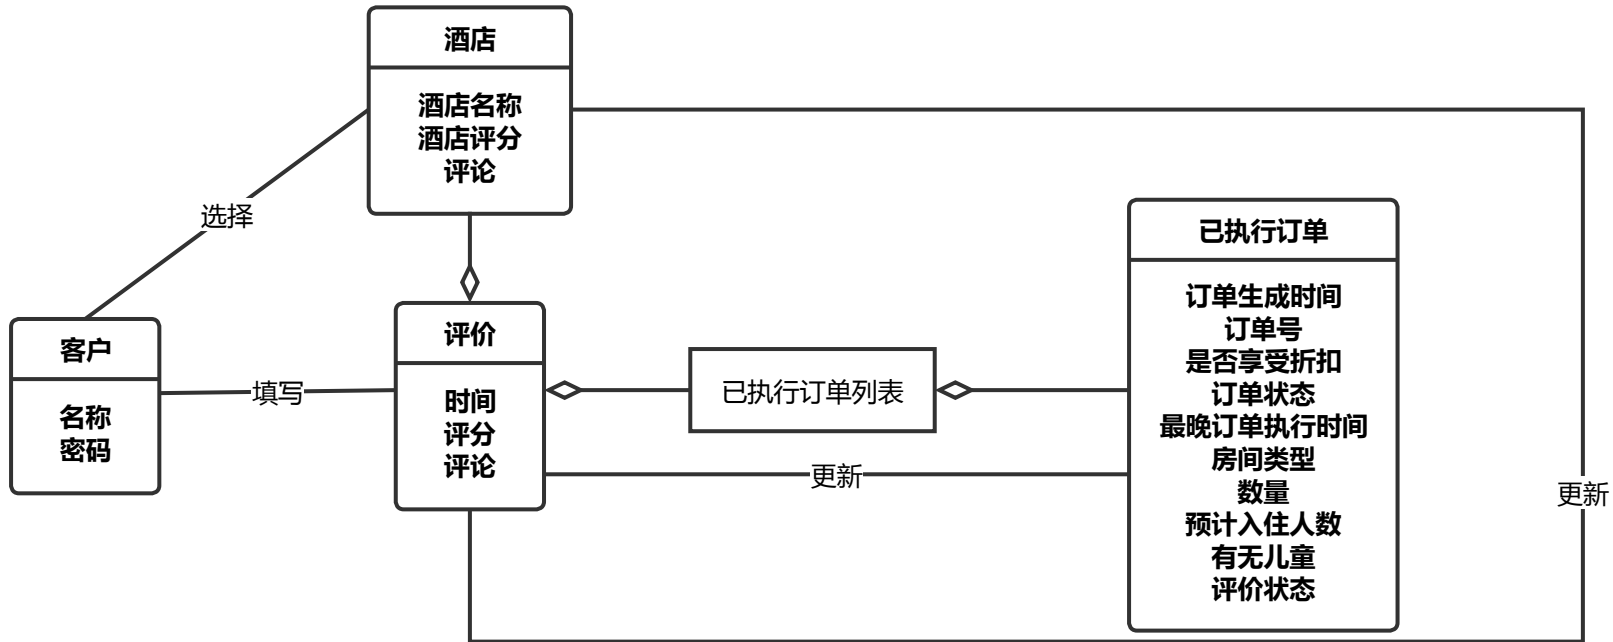 酒店
酒店名称
酒店评分
评论
选择
客户
名称
密码
填写
评价
时间
评分
评论
已执行订单列表
更新
已执行订单
订单生成时间
订单号
是否享受折扣
订单状态
最晚订单执行时间
房间类型
数量
预计入住人数
有无儿童
评价状态
更新